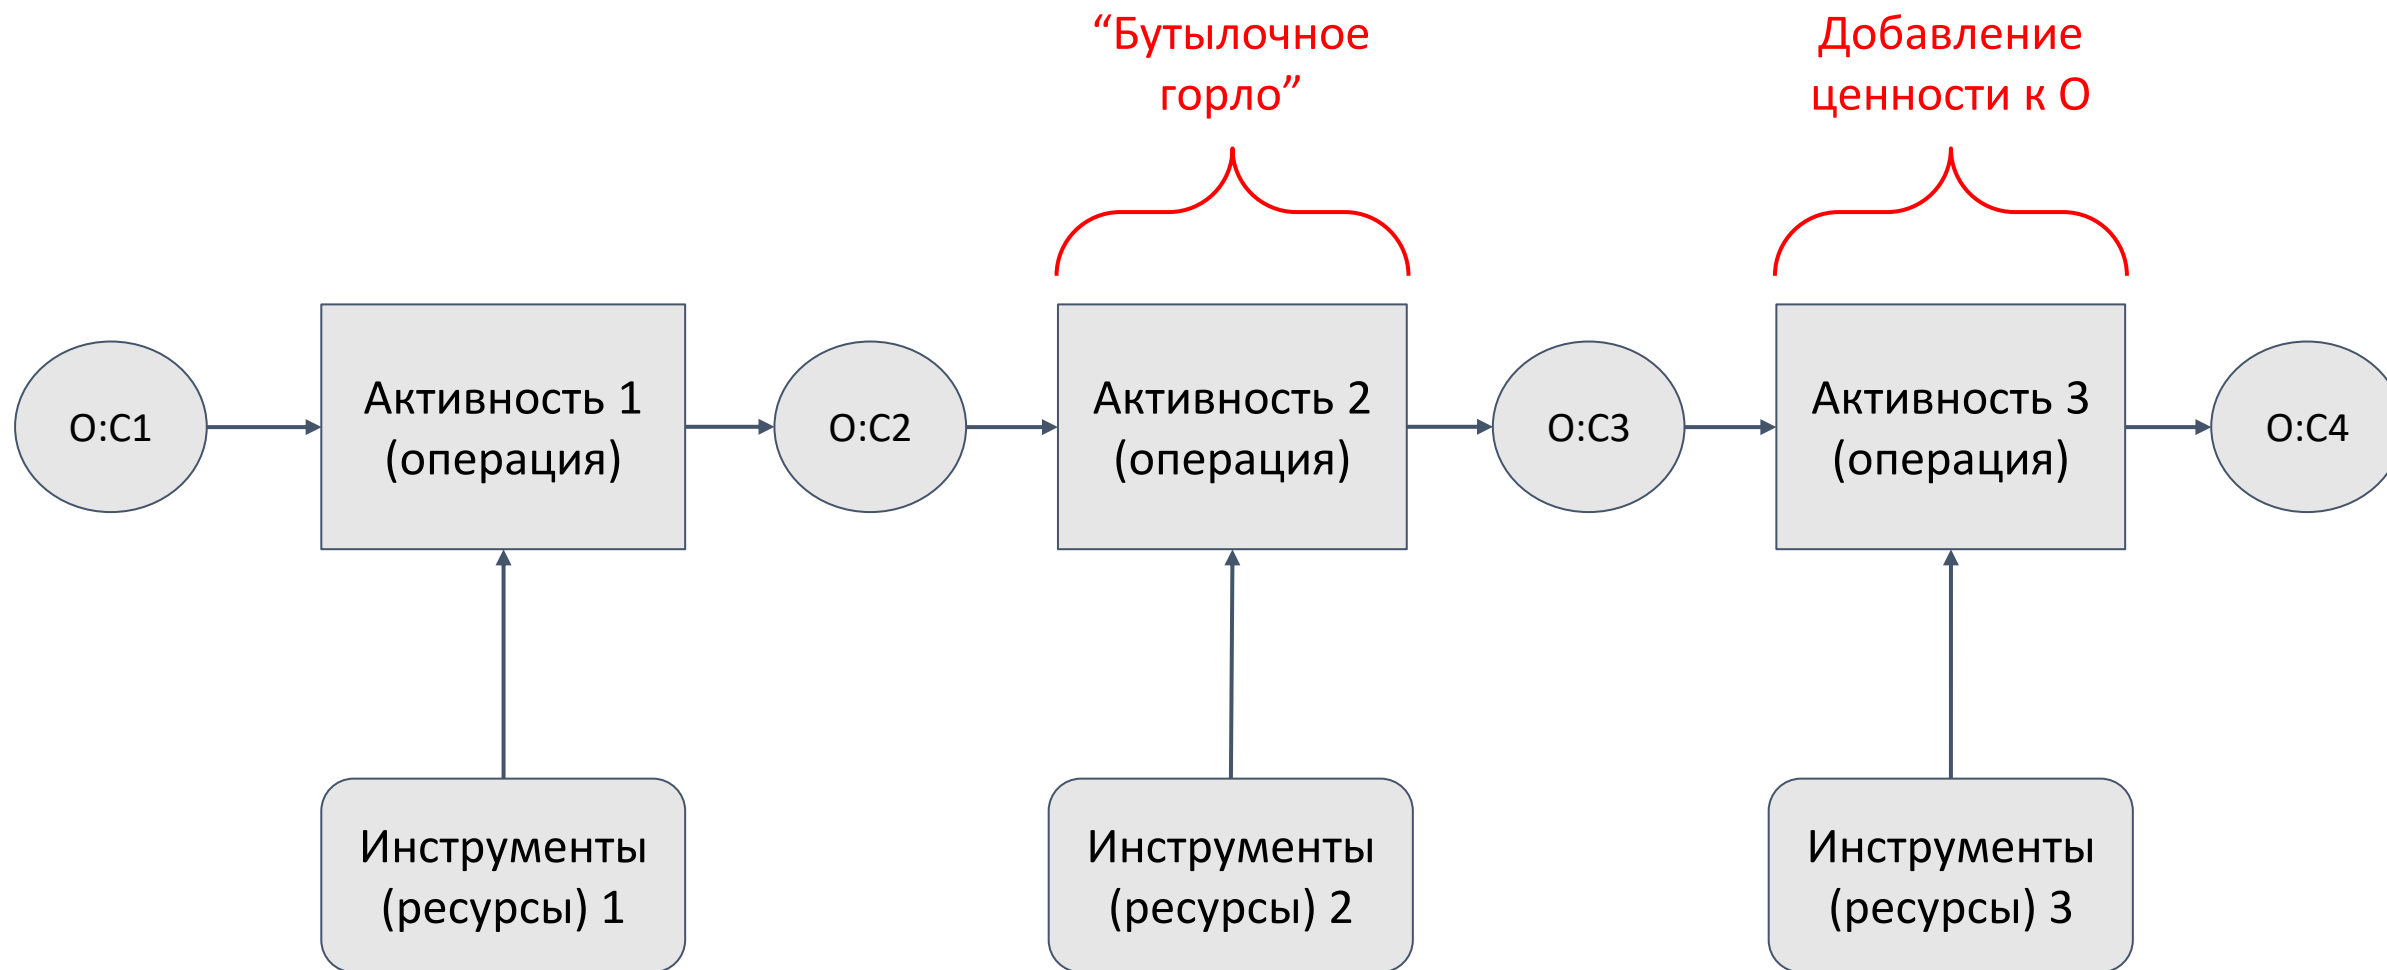 “Бутылочное
горло”
Добавление
ценности к О
О:С1
Активность 1
(операция)
О:С2
Активность 2
(операция)
О:С3
Активность 3
(операция)
О:С4
Инструменты
(ресурсы) 1
Инструменты
(ресурсы) 2
Инструменты
(ресурсы) 3